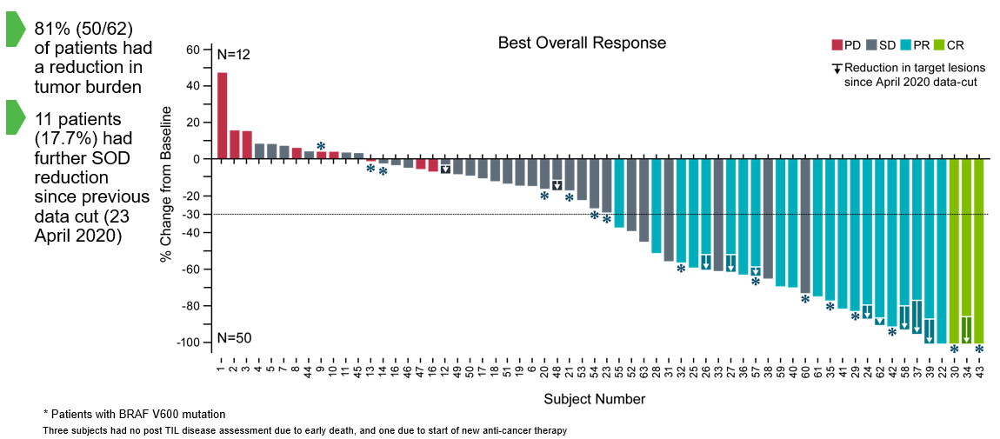 81% (50/62)
of patients had
a reduction in
tumor burden
11 patients
(17.7%) had
further SOD
reduction
since previous
data cut (23
April 2020)
Best Overall Response
PD SD PR CR
Reduction in target lesions
since April 2020 data-cut
% Change from Baseline
60
40
20
0
-20
-30
-40
-60
-80
-100
N=12
N=50
* * * * * * * * * * * * * * * *
1 2 3 4 5 7 8 44 9 10 11 45 13 14 16 46 47 16 12 49 50 17 18 51 19 6 20 48 21 53 54 23 55 52 63 28 31 32 25 26 33 27 36 57 38 59 40 60 61 35 41 29 24 62 42 58 37 39 22 30 34 43
Subject Number
* Patients with BRAF V600 mutation
Three subjects had no post TIL disease assessment due to early death, and one due to start of new anti-cancer therapy